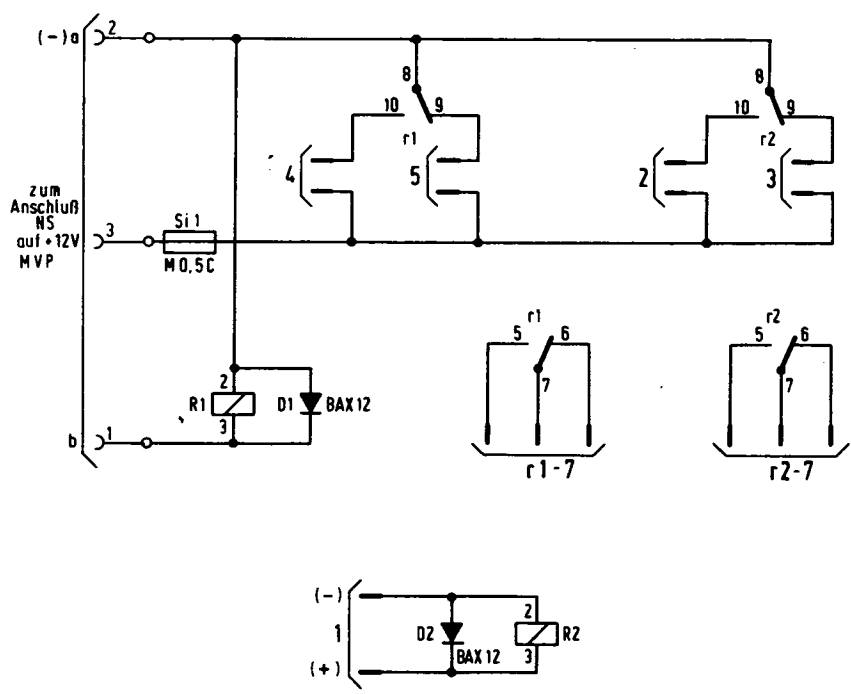 (-) a 2
8
10 9
r1
4 5
8
10 9
r2
2 3
zum
Anschluß
NS
auf +12V
MVP
3
Si 1
M 0,5 C
R1 2
3
D1 BAX 12
b 1
r1
5 6
7
r1-7
r2
5 6
7
r2-7
(-)
1
(+)
D2
BAX 12
2
3
R2